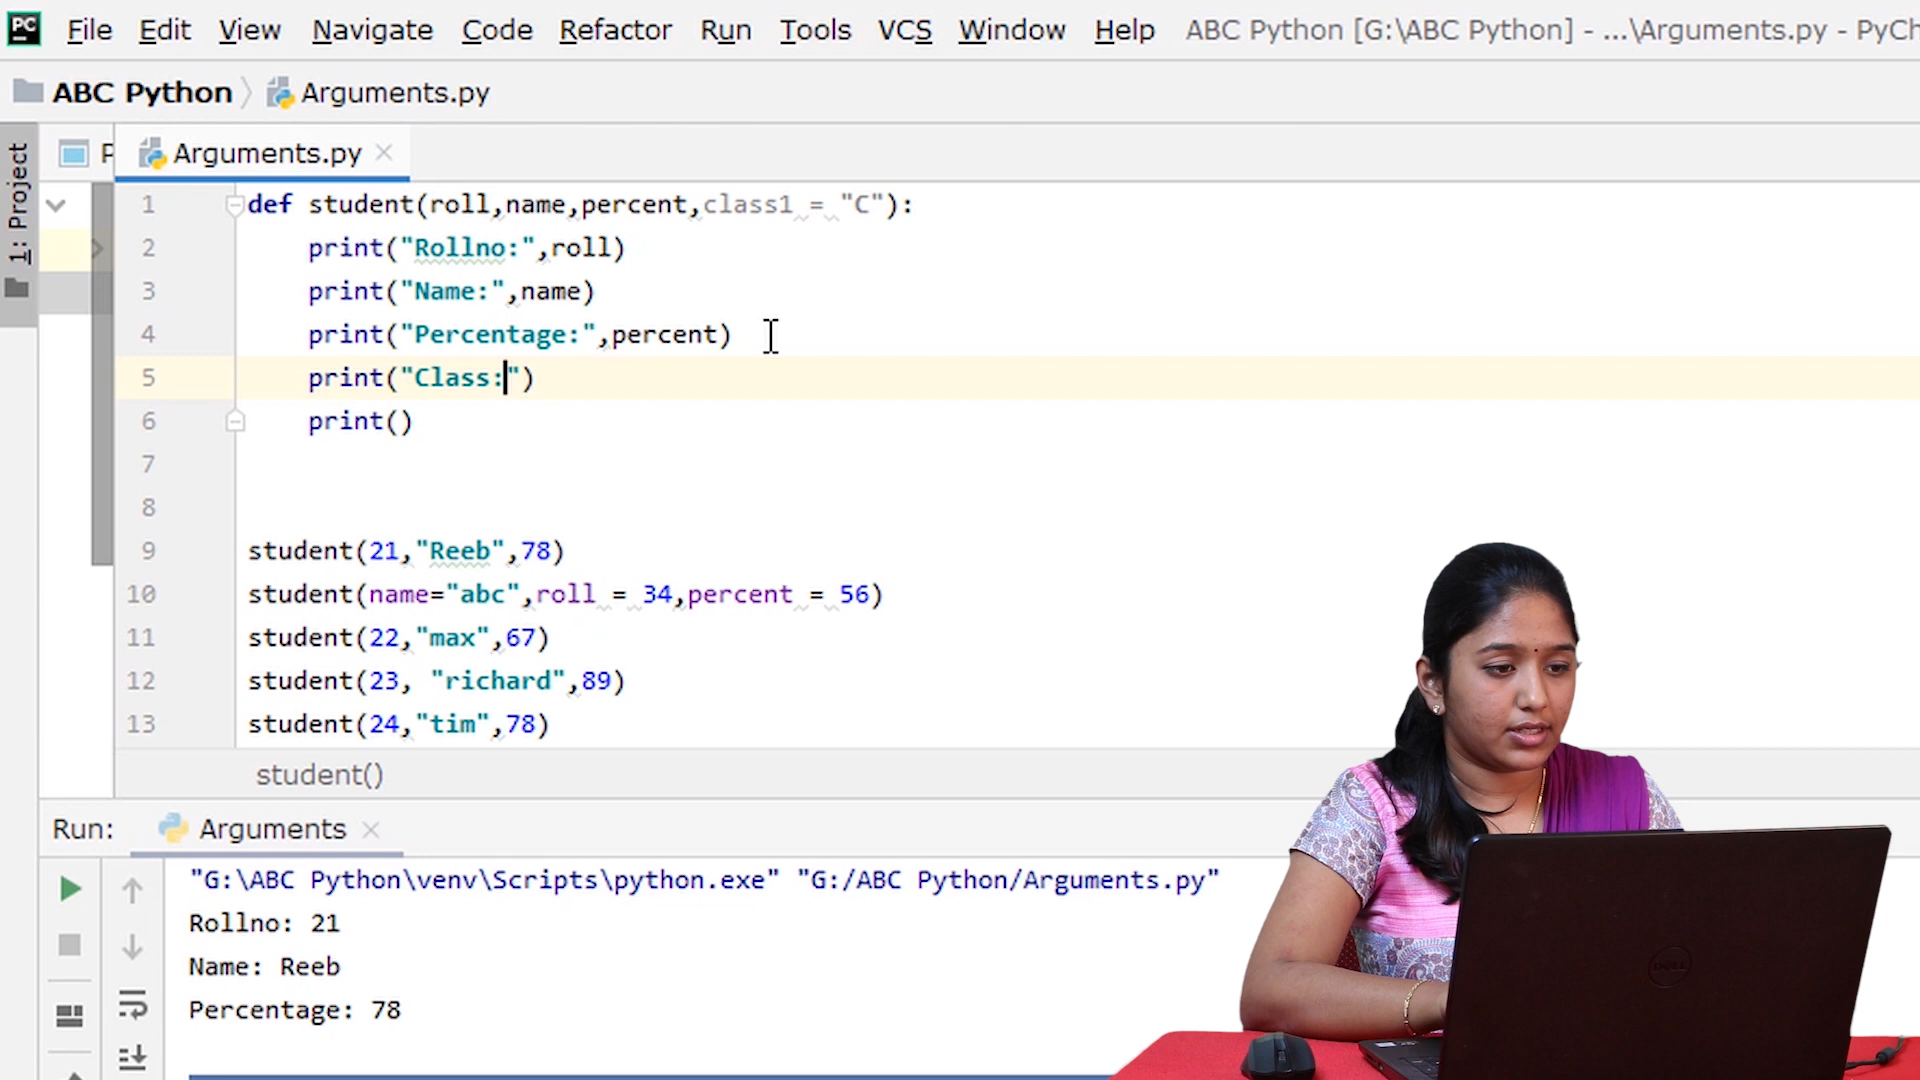 PC File Edit View Navigate Code Refactor Run Tools VCS Window Help ABC Python [G:\ABC Python] - ...\Arguments.py - PyCh
ABC Python Arguments.py
1: Project
P Arguments.py
1 def student(roll,name,percent,class1 = "C"):
2 print("Rollno:",roll)
3 print("Name:",name)
4 print("Percentage:",percent)
5 print("Class:")
6 print()
7
8
9 student(21,"Reeb",78)
10 student(name="abc",roll = 34,percent = 56)
11 student(22,"max",67)
12 student(23, "richard",89)
13 student(24,"tim",78)
student()
Run: Arguments
"G:\ABC Python\venv\Scripts\python.exe" "G:/ABC Python/Arguments.py"
Rollno: 21
Name: Reeb
Percentage: 78
DELL